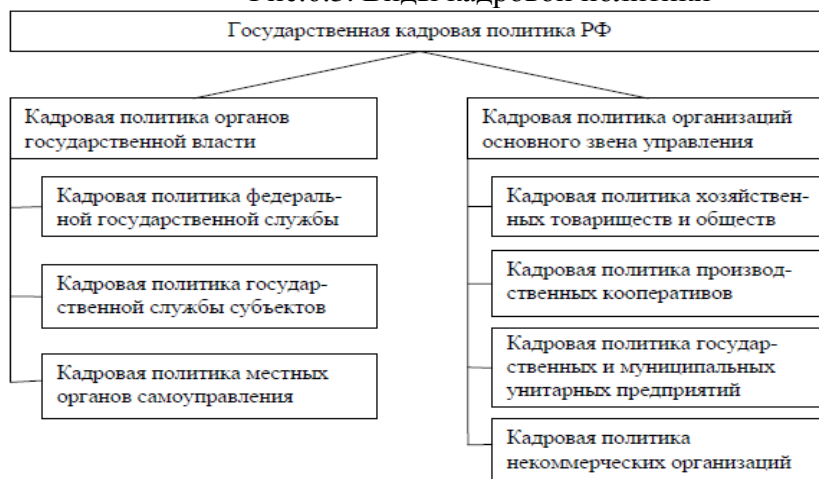 Государственная кадровая политика РФ
Кадровая политика органов
государственной власти
Кадровая политика федераль-
ной государственной службы
Кадровая политика государ-
ственной службы субъектов
Кадровая политика местных
органов самоуправления
Кадровая политика организаций
основного звена управления
Кадровая политика хозяйствен-
ных товариществ и обществ
Кадровая политика производ-
ственных кооперативов
Кадровая политика государ-
ственных и муниципальных
унитарных предприятий
Кадровая политика
некоммерческих организаций